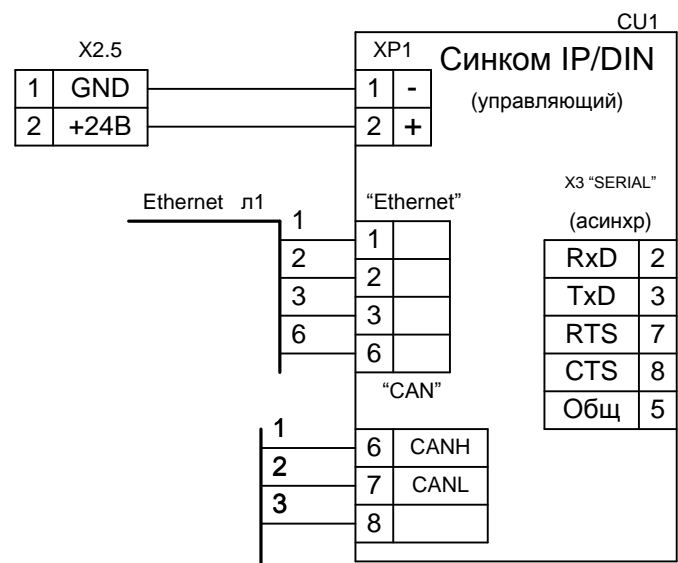 CU1
X2.5
XP1
Синком IP/DIN
(управляющий)
1 GND
1 -
2 +24В
2 +
X3 “SERIAL”
(асинхр)
Ethernet л1
“Ethernet”
1
1
2
2
3
3
6
6
RxD 2
TxD 3
RTS 7
CTS 8
Общ 5
“CAN”
1
6 CANH
2
7 CANL
3
8